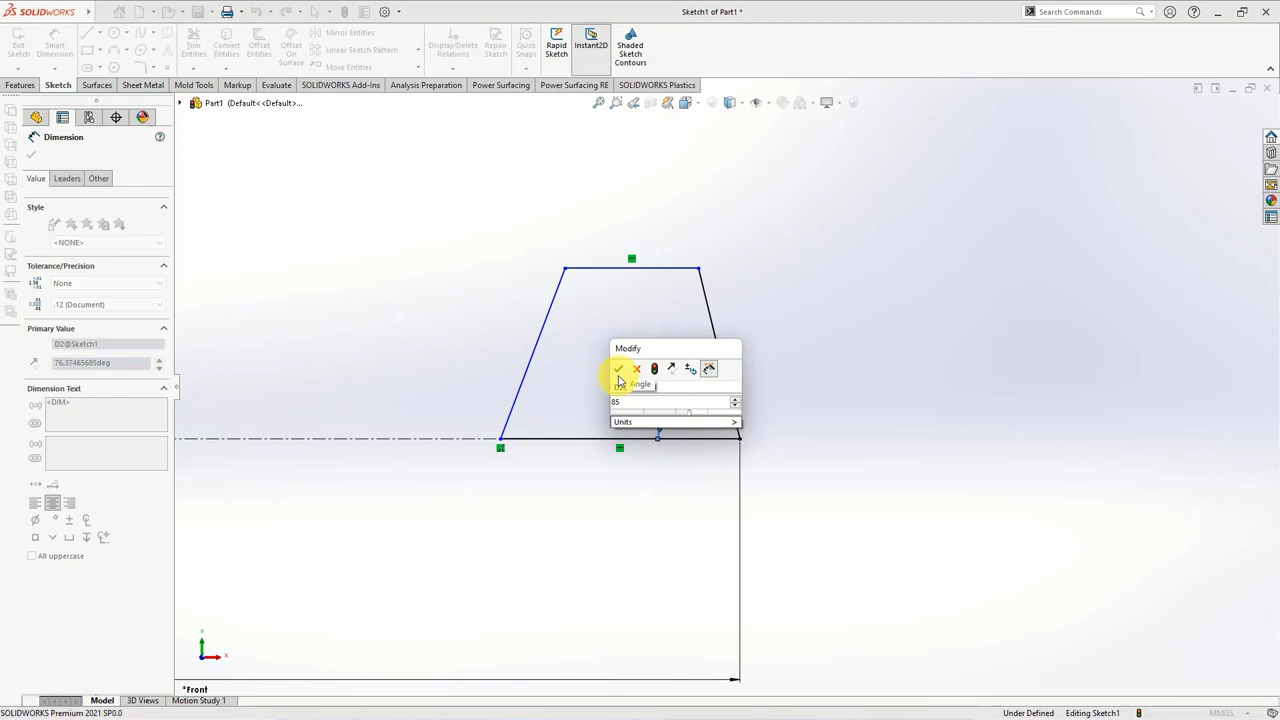 SOLIDWORKS
Sketch1 of Part1 *
Search Commands
Exit Sketch
Smart Dimension
Trim Entities
Convert Entities
Offset Entities
Offset On Surface
Mirror Entities
Linear Sketch Pattern
Move Entities
Display/Delete Relations
Repair Sketch
Quick Snaps
Rapid Sketch
Instant2D
Shaded Sketch Contours
Features
Sketch
Surfaces
Sheet Metal
Mold Tools
Markup
Evaluate
SOLIDWORKS Add-Ins
Analysis Preparation
Power Surfacing
Power Surfacing RE
SOLIDWORKS Plastics
Part1 (Default<<Default>...
Dimension
Value
Leaders
Other
Style
<NONE>
Tolerance/Precision
None
.12 (Document)
Primary Value
D2@Sketch1
76.37465685deg
Dimension Text
<DIM>
All uppercase
Modify
Angle
85
Units >
Y
X
*Front
Model
3D Views
Motion Study 1
SOLIDWORKS Premium 2021 SP0.0
Under Defined
Editing Sketch1
MMGS